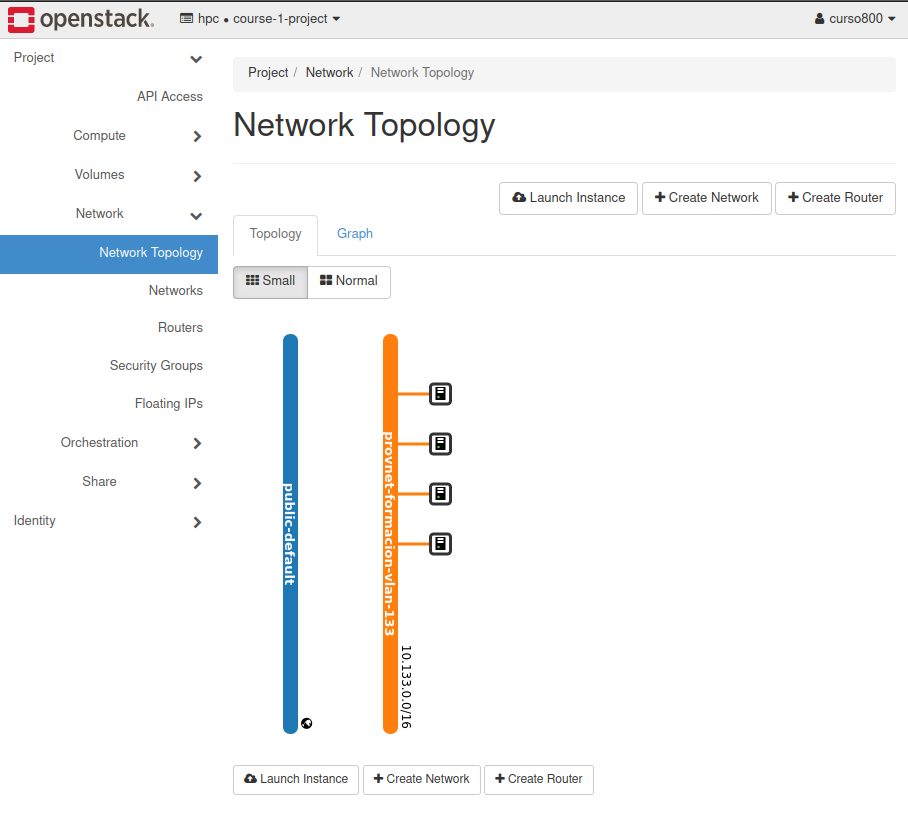 openstack. hpc • course-1-project curso800
Project
API Access
Compute
Volumes
Network
Network Topology
Networks
Routers
Security Groups
Floating IPs
Orchestration
Share
Identity
Project / Network / Network Topology
Network Topology
Launch Instance Create Network Create Router
Topology Graph
Small Normal
public-default
provnet-formacion-vlan-133
10.133.0.0/16
Launch Instance Create Network Create Router